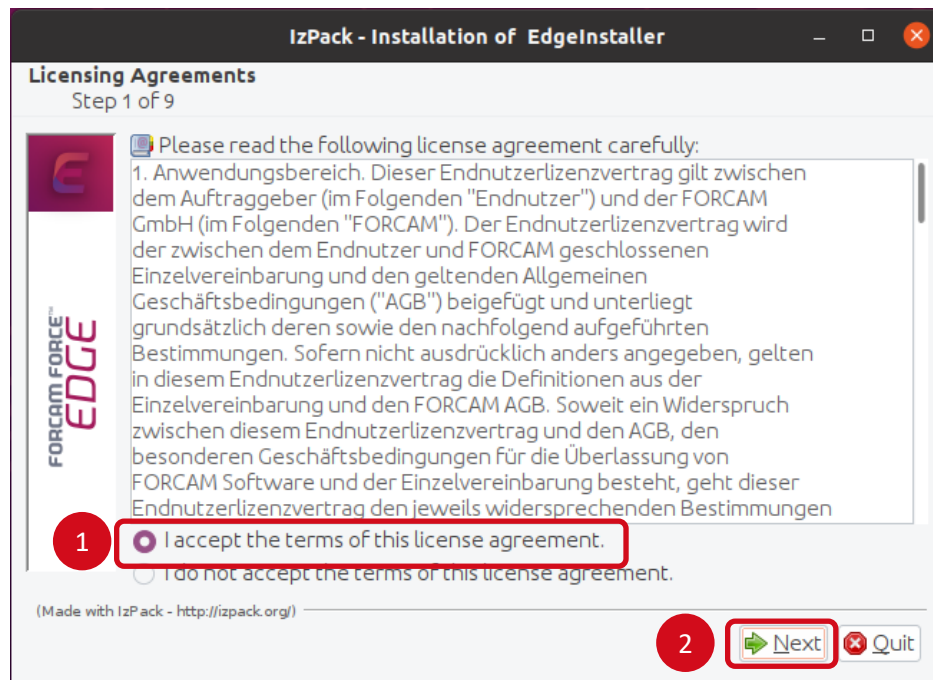 IzPack - Installation of EdgeInstaller
Licensing Agreements
Step 1 of 9
E
FORCAM FORCE™
EDGE
Please read the following license agreement carefully:
1. Anwendungsbereich. Dieser Endnutzerlizenzvertrag gilt zwischen
dem Auftraggeber (im Folgenden "Endnutzer") und der FORCAM
GmbH (im Folgenden "FORCAM"). Der Endnutzerlizenzvertrag wird
der zwischen dem Endnutzer und FORCAM geschlossenen
Einzelvereinbarung und den geltenden Allgemeinen
Geschäftsbedingungen ("AGB") beigefügt und unterliegt
grundsätzlich deren sowie den nachfolgend aufgeführten
Bestimmungen. Sofern nicht ausdrücklich anders angegeben, gelten
in diesem Endnutzerlizenzvertrag die Definitionen aus der
Einzelvereinbarung und den FORCAM AGB. Soweit ein Widerspruch
zwischen diesem Endnutzerlizenzvertrag und den AGB, den
besonderen Geschäftsbedingungen für die Überlassung von
FORCAM Software und der Einzelvereinbarung besteht, geht dieser
Endnutzerlizenzvertrag den jeweils widersprechenden Bestimmungen
1
I accept the terms of this license agreement.
I do not accept the terms of this license agreement.
(Made with IzPack - http://izpack.org/)
2
Next
Quit